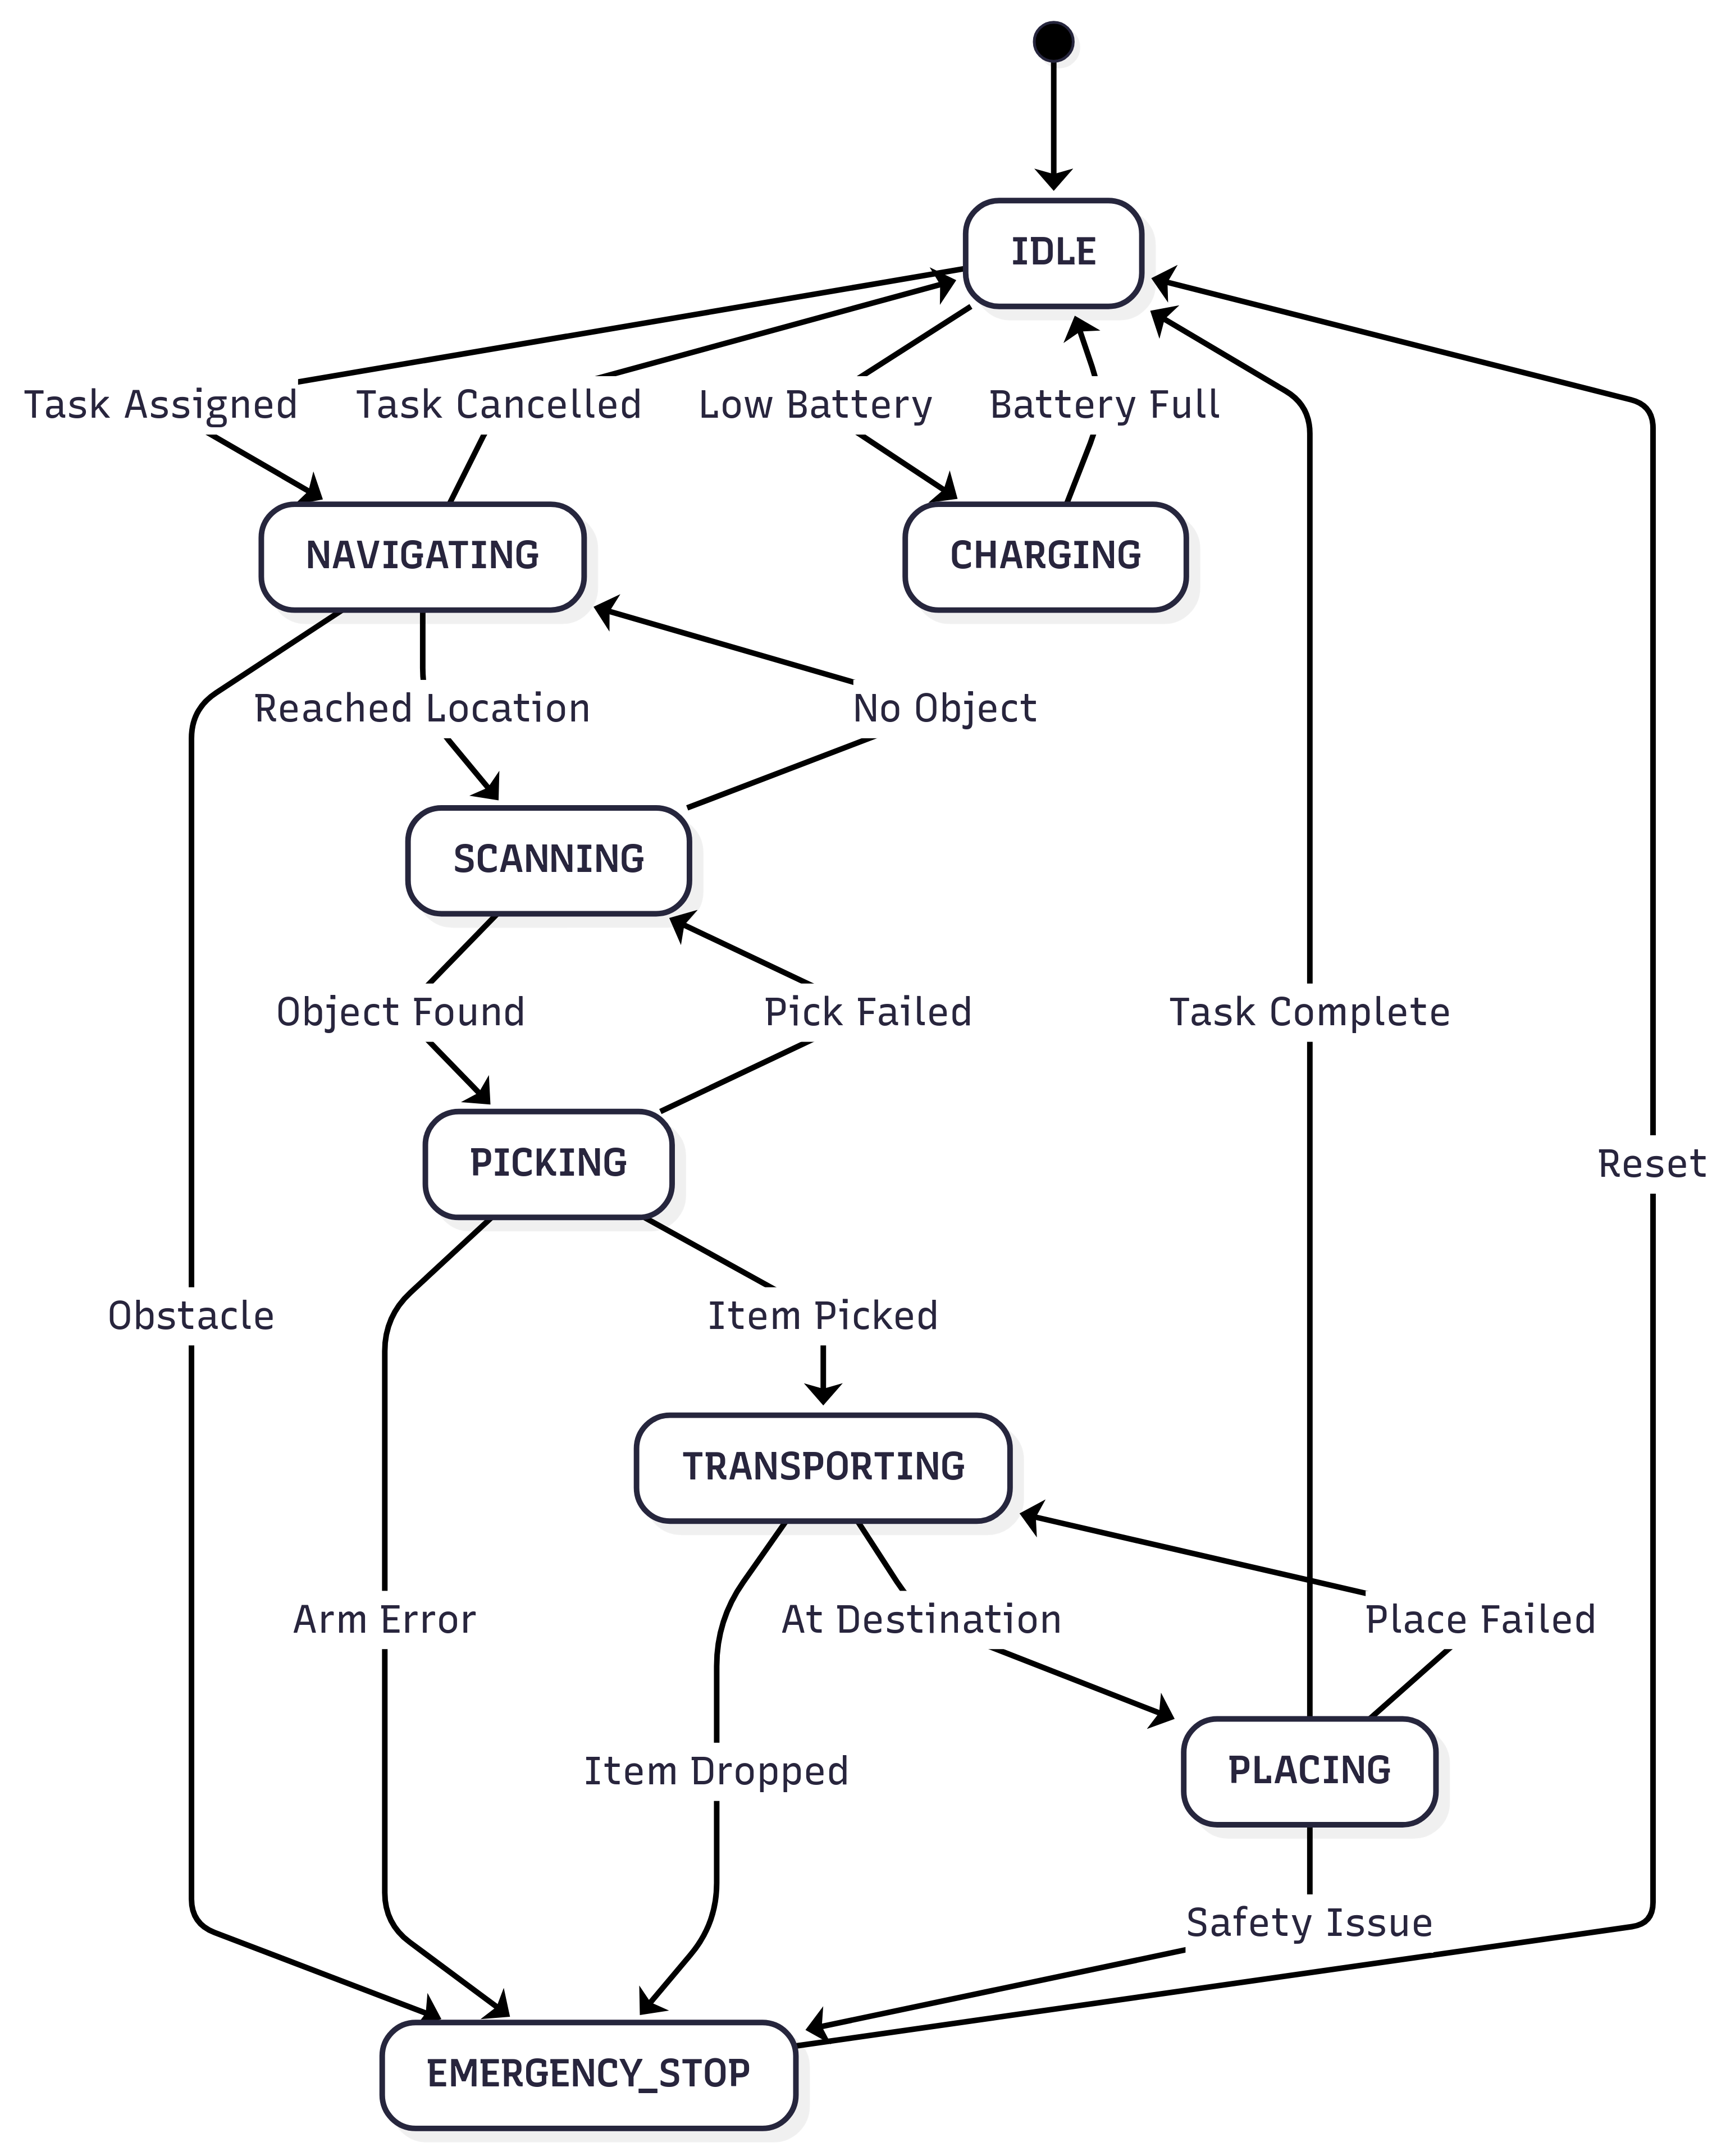 IDLE
Task Assigned
Task Cancelled
Low Battery
Battery Full
NAVIGATING
CHARGING
Reached Location
No Object
SCANNING
Object Found
Pick Failed
Task Complete
PICKING
Reset
Obstacle
Item Picked
TRANSPORTING
Arm Error
At Destination
Place Failed
Item Dropped
PLACING
Safety Issue
EMERGENCY_STOP